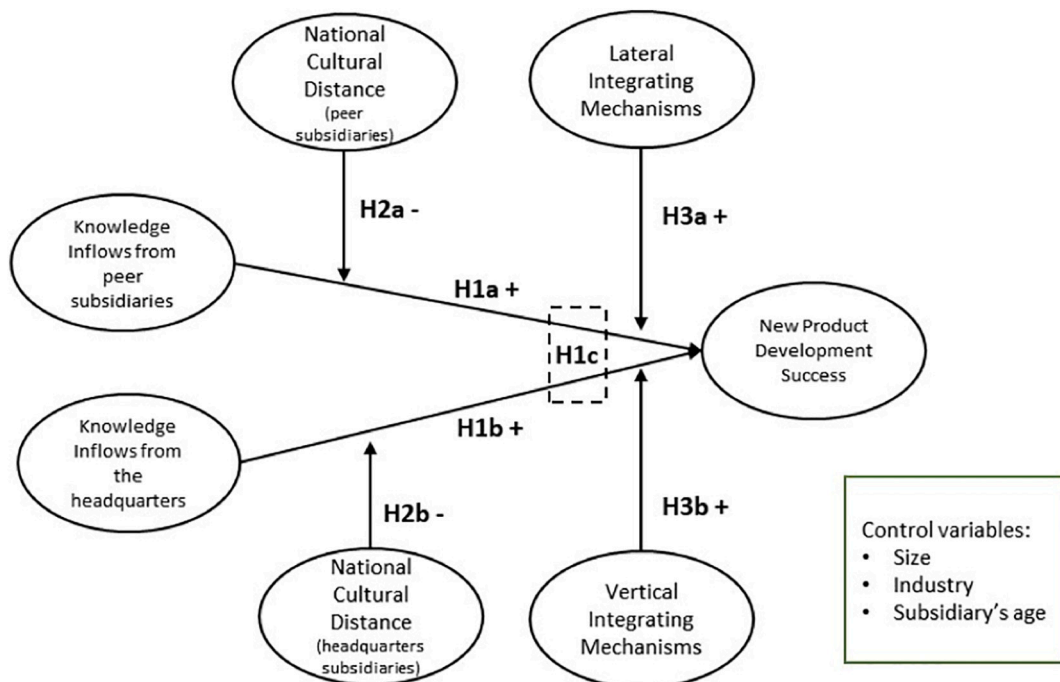 National
Cultural
Distance
(peer
subsidiaries)
Lateral
Integrating
Mechanisms
H2a -
H3a +
Knowledge
Inflows from
peer
subsidiaries
H1a +
H1c
New Product
Development
Success
Knowledge
Inflows from
the
headquarters
H1b +
H2b -
H3b +
National
Cultural
Distance
(headquarters
subsidiaries)
Vertical
Integrating
Mechanisms
Control variables:
• Size
• Industry
• Subsidiary's age